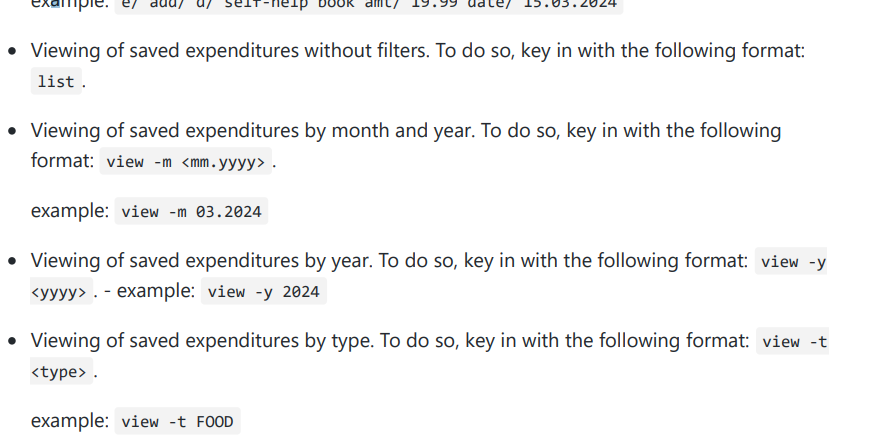 example: e/ add/ d/ self-help book amt/ 19.99 date/ 15.03.2024
• Viewing of saved expenditures without filters. To do so, key in with the following format:
list .
• Viewing of saved expenditures by month and year. To do so, key in with the following
format: view -m <mm.yyyy> .
example: view -m 03.2024
• Viewing of saved expenditures by year. To do so, key in with the following format: view -y
<yyyy> . - example: view -y 2024
• Viewing of saved expenditures by type. To do so, key in with the following format: view -t
<type> .
example: view -t FOOD